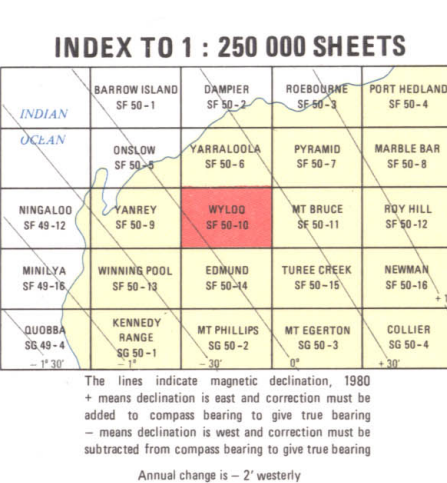 INDEX TO 1 : 250 000 SHEETS
BARROW ISLAND DAMPIER ROEBOURNE PORT HEDLAND
SF 50-1 SF 50-2 SF 50-3 SF 50-4
INDIAN
OCEAN
ONSLOW YARRALOOLA PYRAMID MARBLE BAR
SF 50-5 SF 50-6 SF 50-7 SF 50-8
NINGALOO YANREY WYLOO MT BRUCE ROY HILL
SF 49-12 SF 50-9 SF 50-10 SF 50-11 SF 50-12
MINILYA WINNING POOL EDMUND TUREE CREEK NEWMAN
SF 49-16 SF 50-13 SF 50-14 SF 50-15 SF 50-16
QUOBBA KENNEDY RANGE MT PHILLIPS MT EGERTON COLLIER
SG 49-4 SG 50-1 SG 50-2 SG 50-3 SG 50-4
– 1° 30' – 1° – 30' 0° + 30'
The lines indicate magnetic declination, 1980
+ means declination is east and correction must be
added to compass bearing to give true bearing
– means declination is west and correction must be
subtracted from compass bearing to give true bearing
Annual change is – 2' westerly